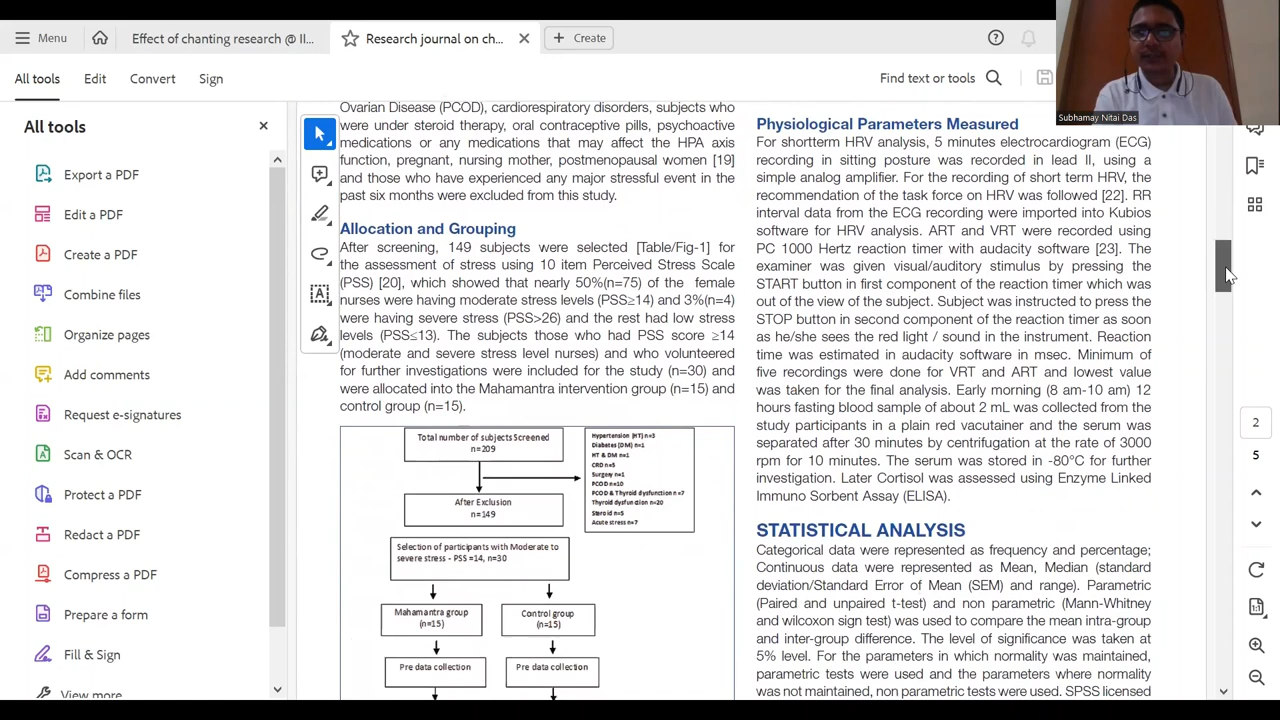 Menu
Effect of chanting research @ II...
Research journal on ch...
Create
All tools
Edit
Convert
Sign
Find text or tools
Subhamay Nitai Das
All tools
Export a PDF
Edit a PDF
Create a PDF
Combine files
Organize pages
Add comments
Request e-signatures
Scan & OCR
Protect a PDF
Redact a PDF
Compress a PDF
Prepare a form
Fill & Sign
View more
Ovarian Disease (PCOD), cardiorespiratory disorders, subjects who
were under steroid therapy, oral contraceptive pills, psychoactive
medications or any medications that may affect the HPA axis
function, pregnant, nursing mother, postmenopausal women [19]
and those who have experienced any major stressful event in the
past six months were excluded from this study.
Allocation and Grouping
After screening, 149 subjects were selected [Table/Fig-1] for
the assessment of stress using 10 item Perceived Stress Scale
(PSS) [20], which showed that nearly 50%(n=75) of the female
nurses were having moderate stress levels (PSS≥14) and 3%(n=4)
were having severe stress (PSS>26) and the rest had low stress
levels (PSS≤13). The subjects those who had PSS score ≥14
(moderate and severe stress level nurses) and who volunteered
for further investigations were included for the study (n=30) and
were allocated into the Mahamantra intervention group (n=15) and
control group (n=15).
Total number of subjects Screened
n=209
Hypertension (HT) n=3
Diabetes (DM) n=1
HT & DM n=1
CRD n=5
Surgery n=1
PCOD n=10
PCOD & Thyroid dysfunction n=7
Thyroid dysfunction n=20
Steroid n=5
Acute stress n=7
After Exclusion
n=149
Selection of participants with Moderate to
severe stress - PSS =14, n=30
Mahamantra group
(n=15)
Control group
(n=15)
Pre data collection
Pre data collection
Physiological Parameters Measured
For shortterm HRV analysis, 5 minutes electrocardiogram (ECG)
recording in sitting posture was recorded in lead II, using a
simple analog amplifier. For the recording of short term HRV, the
recommendation of the task force on HRV was followed [22]. RR
interval data from the ECG recording were imported into Kubios
software for HRV analysis. ART and VRT were recorded using
PC 1000 Hertz reaction timer with audacity software [23]. The
examiner was given visual/auditory stimulus by pressing the
START button in first component of the reaction timer which was
out of the view of the subject. Subject was instructed to press the
STOP button in second component of the reaction timer as soon
as he/she sees the red light / sound in the instrument. Reaction
time was estimated in audacity software in msec. Minimum of
five recordings were done for VRT and ART and lowest value
was taken for the final analysis. Early morning (8 am-10 am) 12
hours fasting blood sample of about 2 mL was collected from the
study participants in a plain red vacutainer and the serum was
separated after 30 minutes by centrifugation at the rate of 3000
rpm for 10 minutes. The serum was stored in -80°C for further
investigation. Later Cortisol was assessed using Enzyme Linked
Immuno Sorbent Assay (ELISA).
STATISTICAL ANALYSIS
Categorical data were represented as frequency and percentage;
Continuous data were represented as Mean, Median (standard
deviation/Standard Error of Mean (SEM) and range). Parametric
(Paired and unpaired t-test) and non parametric (Mann-Whitney
and wilcoxon sign test) was used to compare the mean intra-group
and inter-group difference. The level of significance was taken at
5% level. For the parameters in which normality was maintained,
parametric tests were used and the parameters where normality
was not maintained, non parametric tests were used. SPSS licensed
2
5